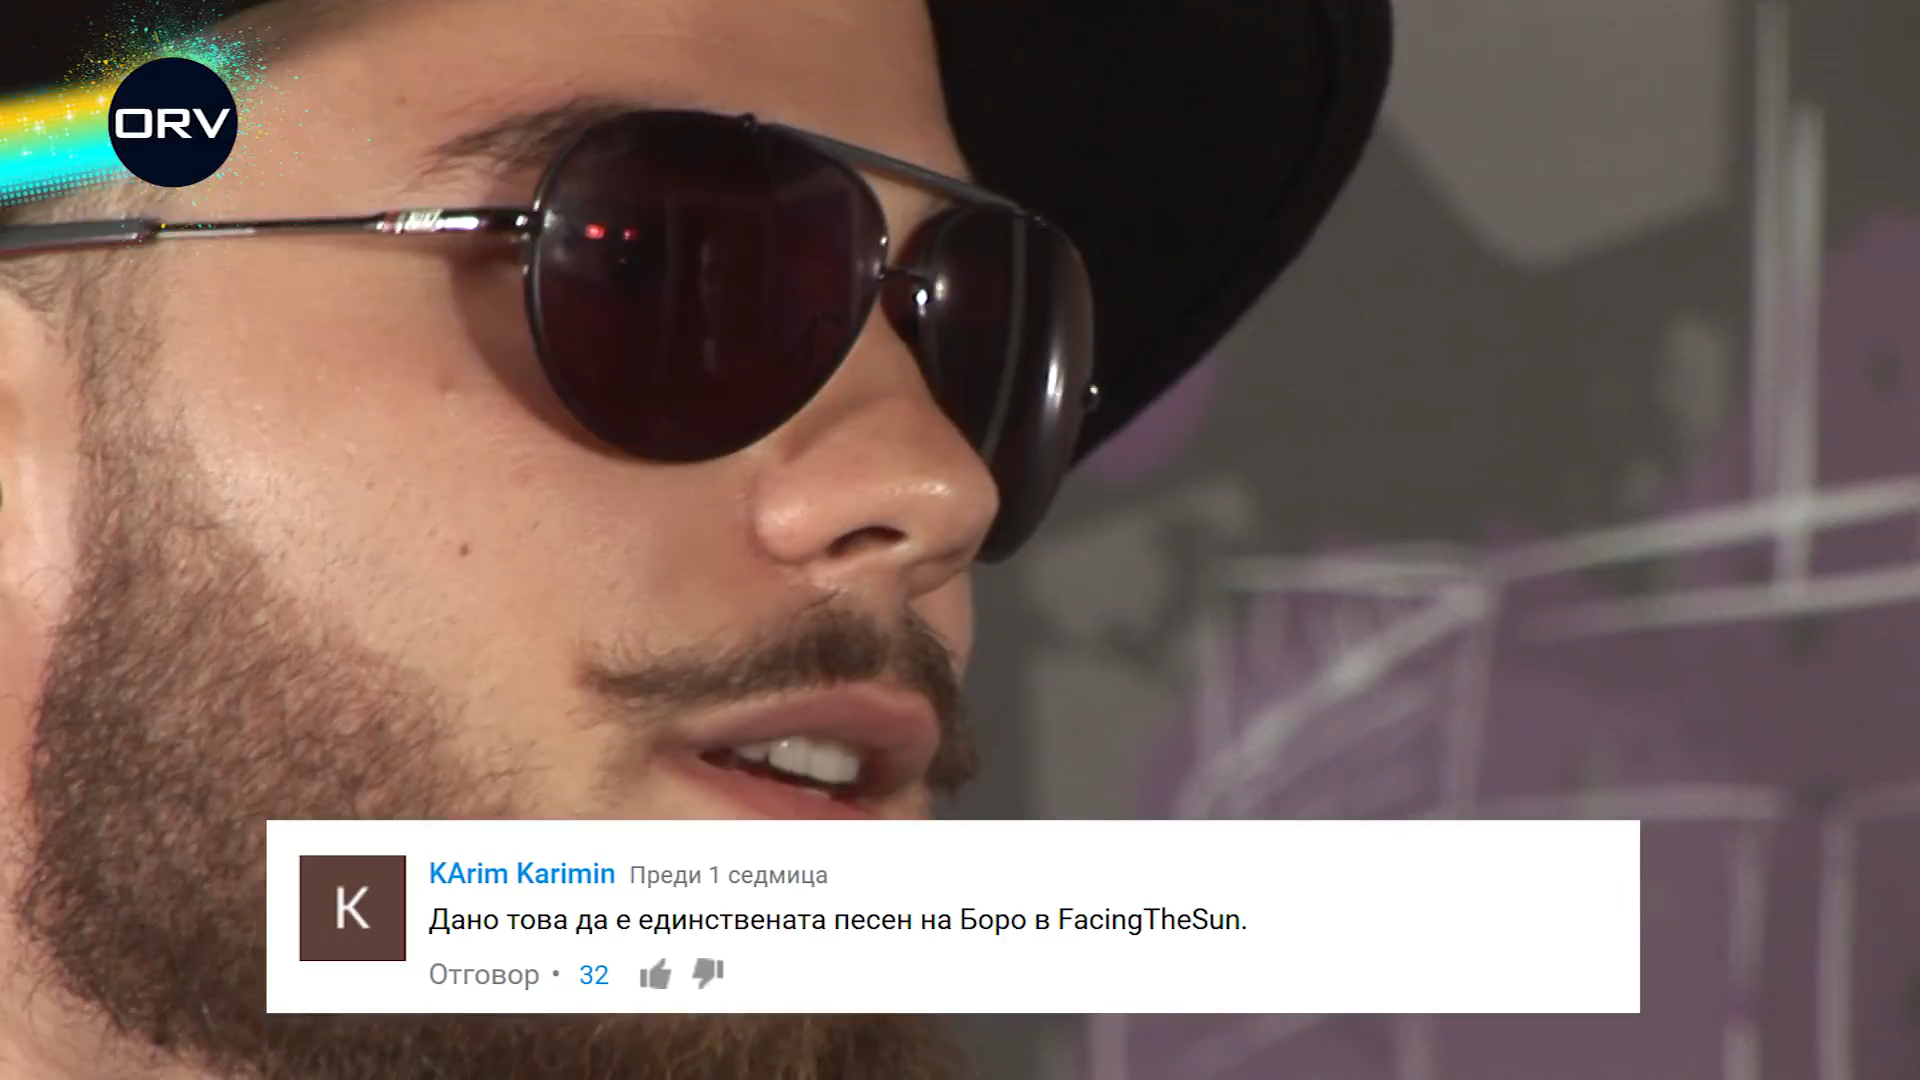 ORV
K
KArim Karimin Преди 1 седмица
Дано това да е единствената песен на Боро в FacingTheSun.
Отговор • 32